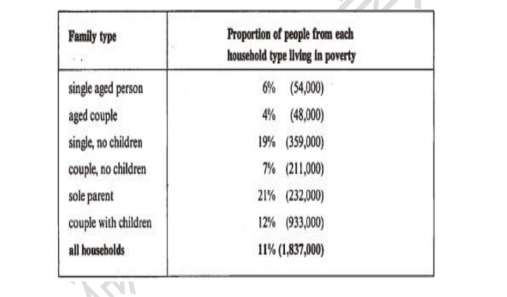 Family type Proportion of people from each
household type living in poverty
single aged person 6% (54,000)
aged couple 4% (48,000)
single, no children 19% (359,000)
couple, no children 7% (211,000)
sole parent 21% (232,000)
couple with children 12% (933,000)
all households 11% (1,837,000)